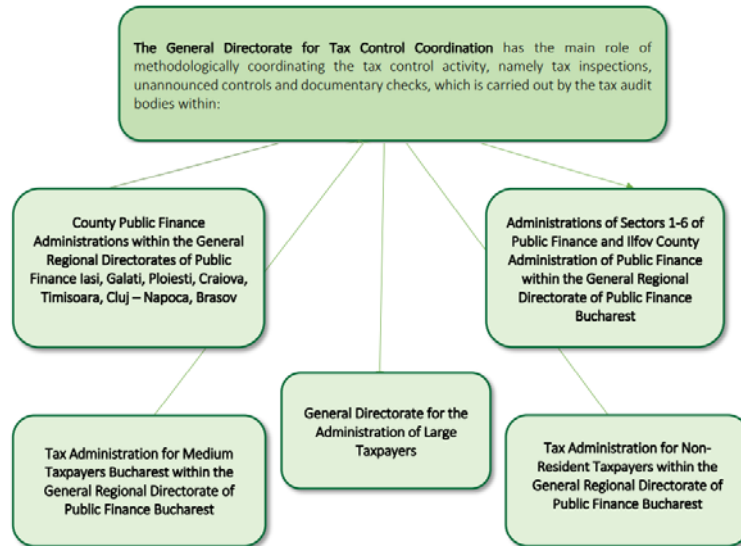 The General Directorate for Tax Control Coordination has the main role of
methodologically coordinating the tax control activity, namely tax inspections,
unannounced controls and documentary checks, which is carried out by the tax audit
bodies within:
County Public Finance
Administrations within the General
Regional Directorates of Public
Finance Iasi, Galati, Ploiesti, Craiova,
Timisoara, Cluj – Napoca, Brasov
Administrations of Sectors 1-6 of
Public Finance and Ilfov County
Administration of Public Finance
within the General Regional
Directorate of Public Finance
Bucharest
Tax Administration for Medium
Taxpayers Bucharest within the
General Regional Directorate of
Public Finance Bucharest
General Directorate for the
Administration of Large
Taxpayers
Tax Administration for Non-
Resident Taxpayers within the
General Regional Directorate of
Public Finance Bucharest